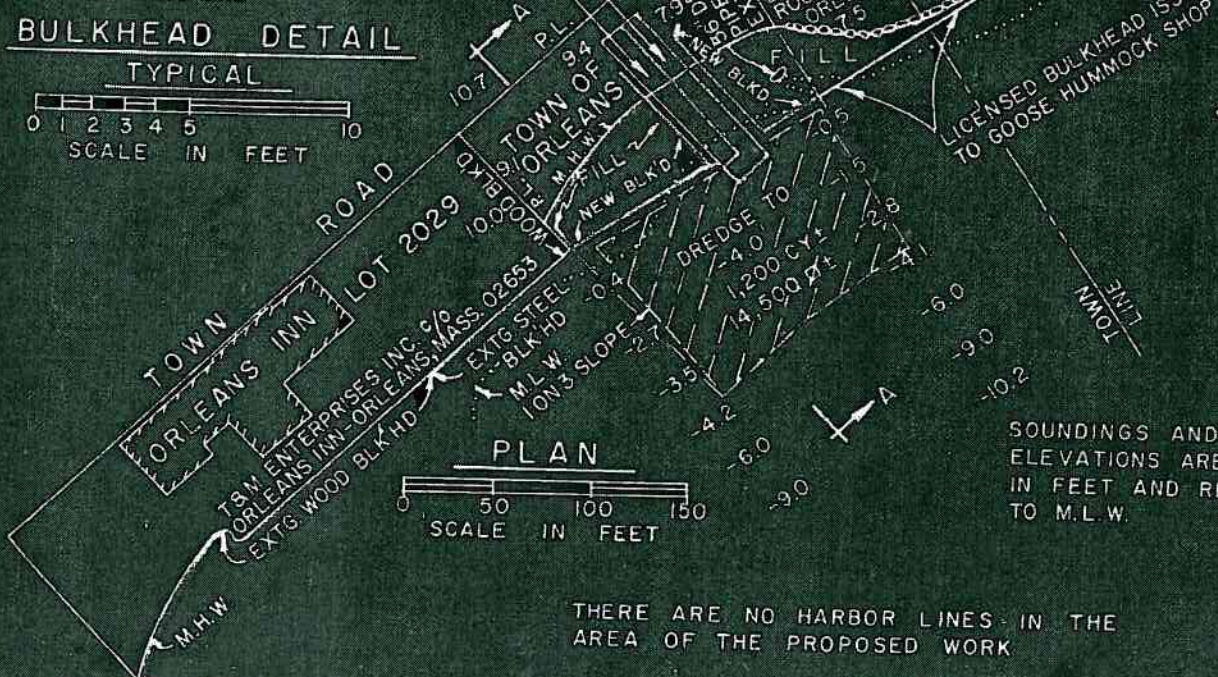 BULKHEAD DETAIL
TYPICAL
0 1 2 3 4 5 10
SCALE IN FEET
A
P.L.
10.7
9.4
TOWN OF
ORLEANS
M.H.W.
FILL
NEW BLK'D.
9.1
P.L.
WOOD BLKD
10.0
TOWN ROAD
LOT 2029
ORLEANS INN
T&M ENTERPRISES INC. c/o
ORLEANS INN-ORLEANS, MASS. 02653
EXTG. WOOD BLK HD
EXTG STEEL
BLK HD
M.L.W.
1 ON 3 SLOPE
M.H.W.
NEW BLKD.
FILL
7.5
LICENSED BULKHEAD
TO GOOSE HUMMOCK SHOP
DREDGE TO
-4.0
1,200 CY±
14,500 ▱±
-0.4
-2.7
-3.5
-4.2
-6.0
-9.0
-0.5
-1.5
-2.8
-4.1
-6.0
-9.0
-10.2
A
TOWN
LINE
PLAN
0 50 100 150
SCALE IN FEET
SOUNDINGS AND
ELEVATIONS ARE
IN FEET AND
TO M.L.W.
THERE ARE NO HARBOR LINES IN THE
AREA OF THE PROPOSED WORK